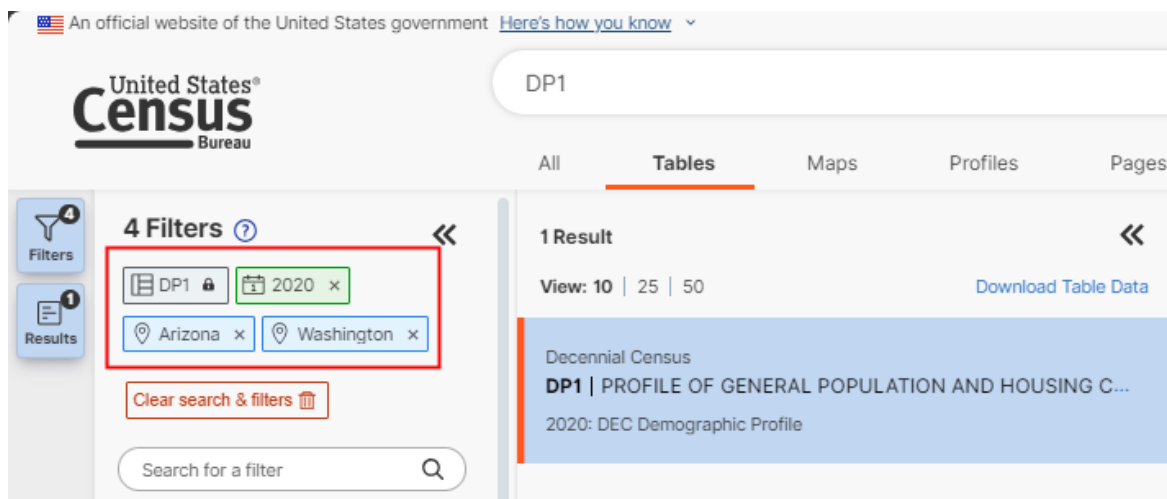 An official website of the United States government Here's how you know
United States®
Census
Bureau
DP1
All Tables Maps Profiles Pages
4
Filters
1
Results
4 Filters ?
DP1
2020 ×
Arizona ×
Washington ×
Clear search & filters
Search for a filter
1 Result
View: 10 | 25 | 50
Download Table Data
Decennial Census
DP1 | PROFILE OF GENERAL POPULATION AND HOUSING C...
2020: DEC Demographic Profile